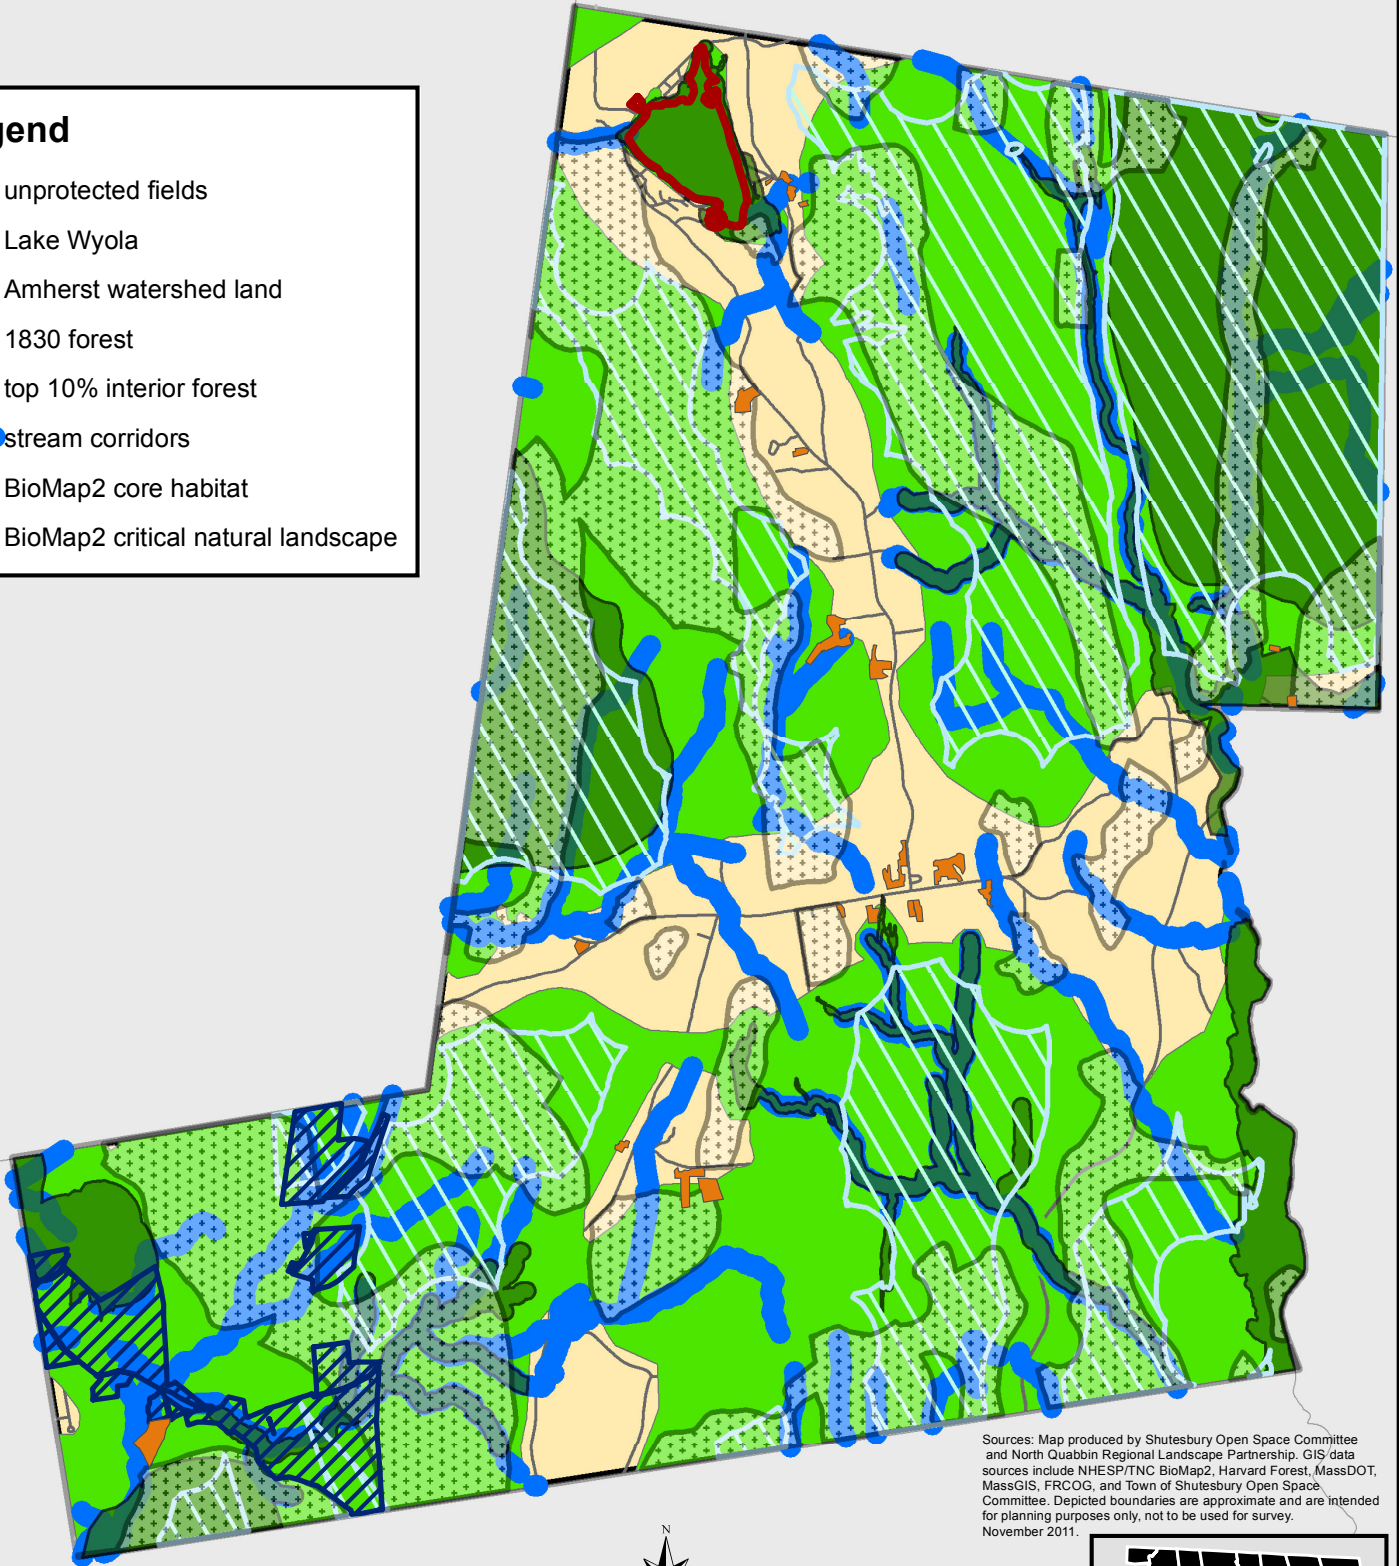 gend
unprotected fields
Lake Wyola
Amherst watershed land
1830 forest
top 10% interior forest
stream corridors
BioMap2 core habitat
BioMap2 critical natural landscape
Sources: Map produced by Shutesbury Open Space Committee
and North Quabbin Regional Landscape Partnership. GIS data
sources include NHESP/TNC BioMap2, Harvard Forest, MassDOT,
MassGIS, FRCOG, and Town of Shutesbury Open Space
Committee. Depicted boundaries are approximate and are intended
for planning purposes only, not to be used for survey.
November 2011.
N